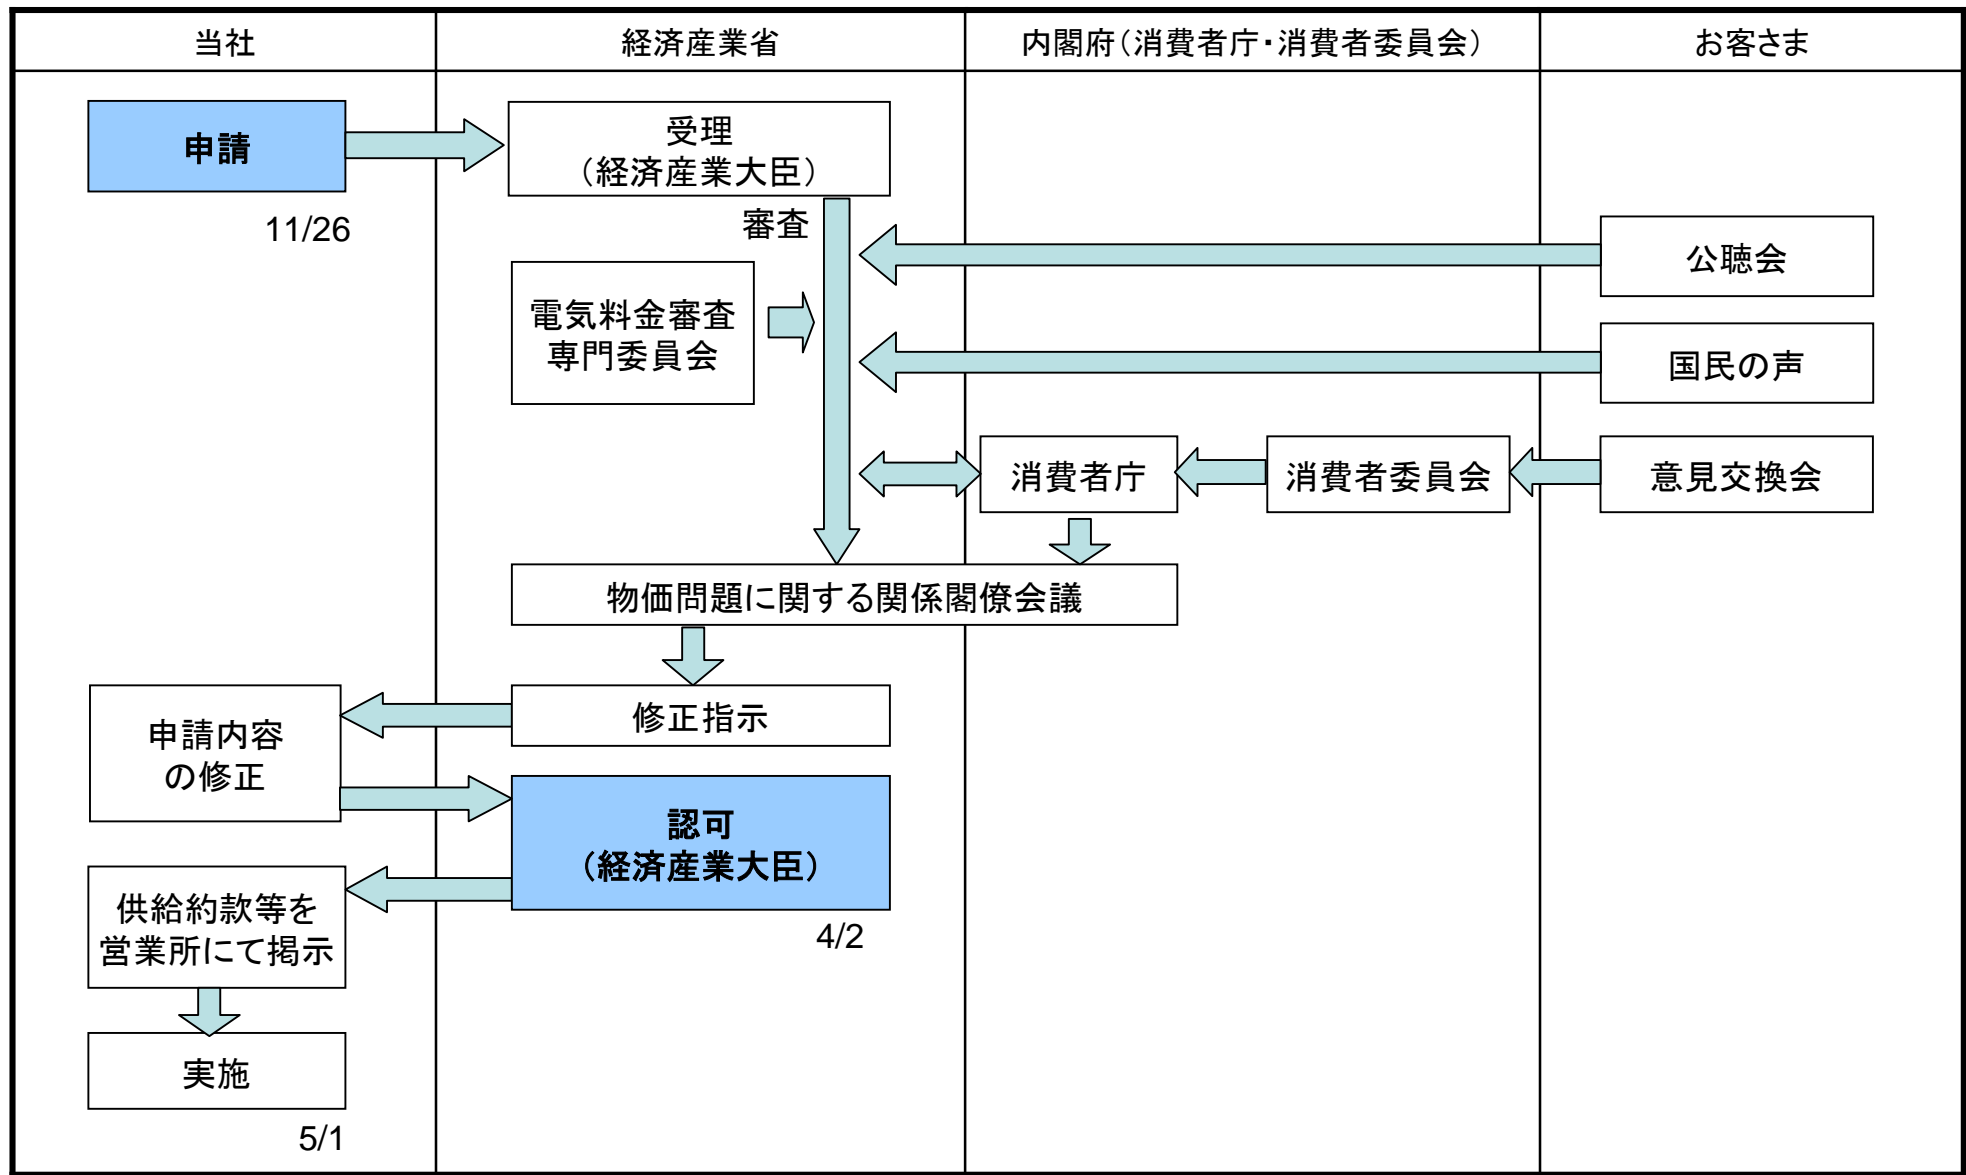 当社
経済産業省
内閣府（消費者庁・消費者委員会）
お客さま
申請
11/26
受理
（経済産業大臣）
審査
公聴会
電気料金審査
専門委員会
国民の声
消費者庁
消費者委員会
意見交換会
物価問題に関する関係閣僚会議
修正指示
申請内容
の修正
認可
（経済産業大臣）
4/2
供給約款等を
営業所にて掲示
実施
5/1